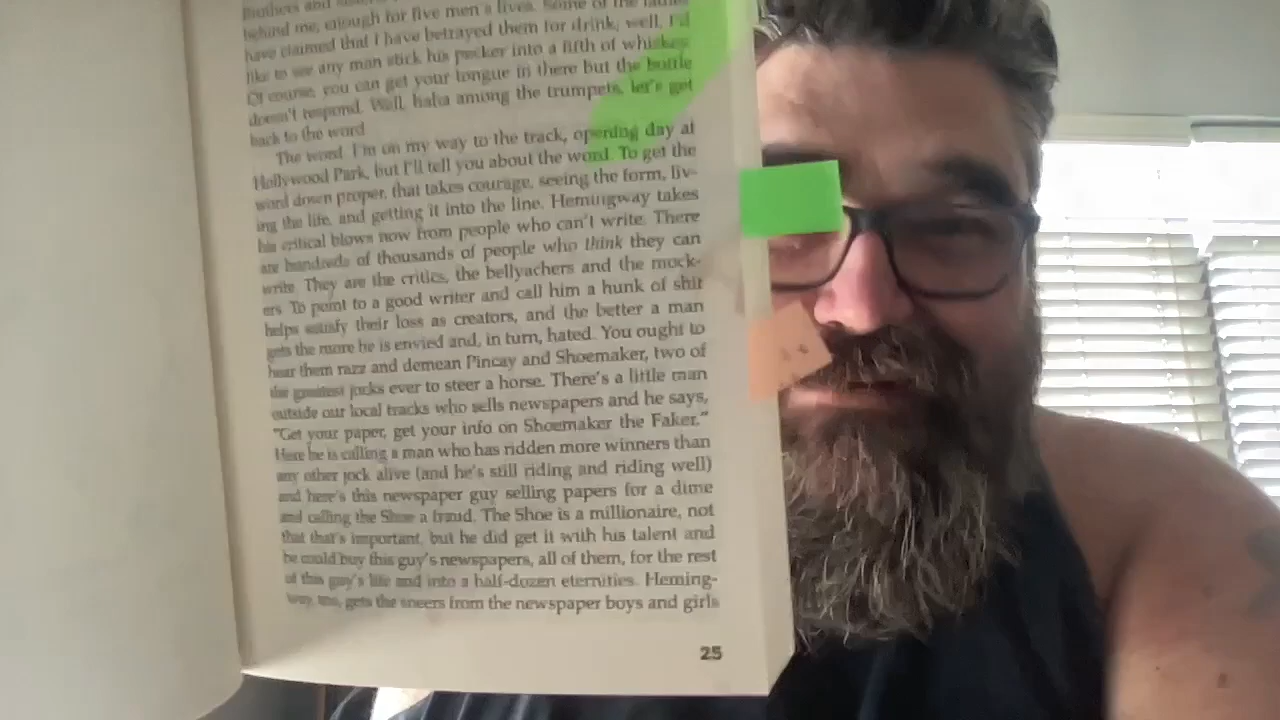 Brothers and
behind me, enough for five men's lives. Some of the ladies
have claimed that I have betrayed them for drink; well, I'd
like to see any man stick his pecker into a fifth of whiskey.
Of course, you can get your tongue in there but the bottle
doesn't respond. Well, haha among the trumpets, let's get
back to the word.
The word. I'm on my way to the track, opening day at
Hollywood Park, but I'll tell you about the word. To get the
word down proper, that takes courage, seeing the form, liv-
ing the life, and getting it into the line. Hemingway takes
his critical blows now from people who can't write. There
are hundreds of thousands of people who think they can
write. They are the critics, the bellyachers and the mock-
ers. To point to a good writer and call him a hunk of shit
helps satisfy their loss as creators, and the better a man
gets the more he is envied and, in turn, hated. You ought to
hear them razz and demean Pincay and Shoemaker, two of
the greatest jocks ever to steer a horse. There's a little man
outside our local tracks who sells newspapers and he says,
"Get your paper, get your info on Shoemaker the Faker."
Here he is calling a man who has ridden more winners than
any other jock alive (and he's still riding and riding well)
and here's this newspaper guy selling papers for a dime
and calling the Shoe a fraud. The Shoe is a millionaire, not
that that's important, but he did get it with his talent and
he could buy this guy's newspapers, all of them, for the rest
of this guy's life and into a half-dozen eternities. Heming-
way, too, gets the sneers from the newspaper boys and girls
25